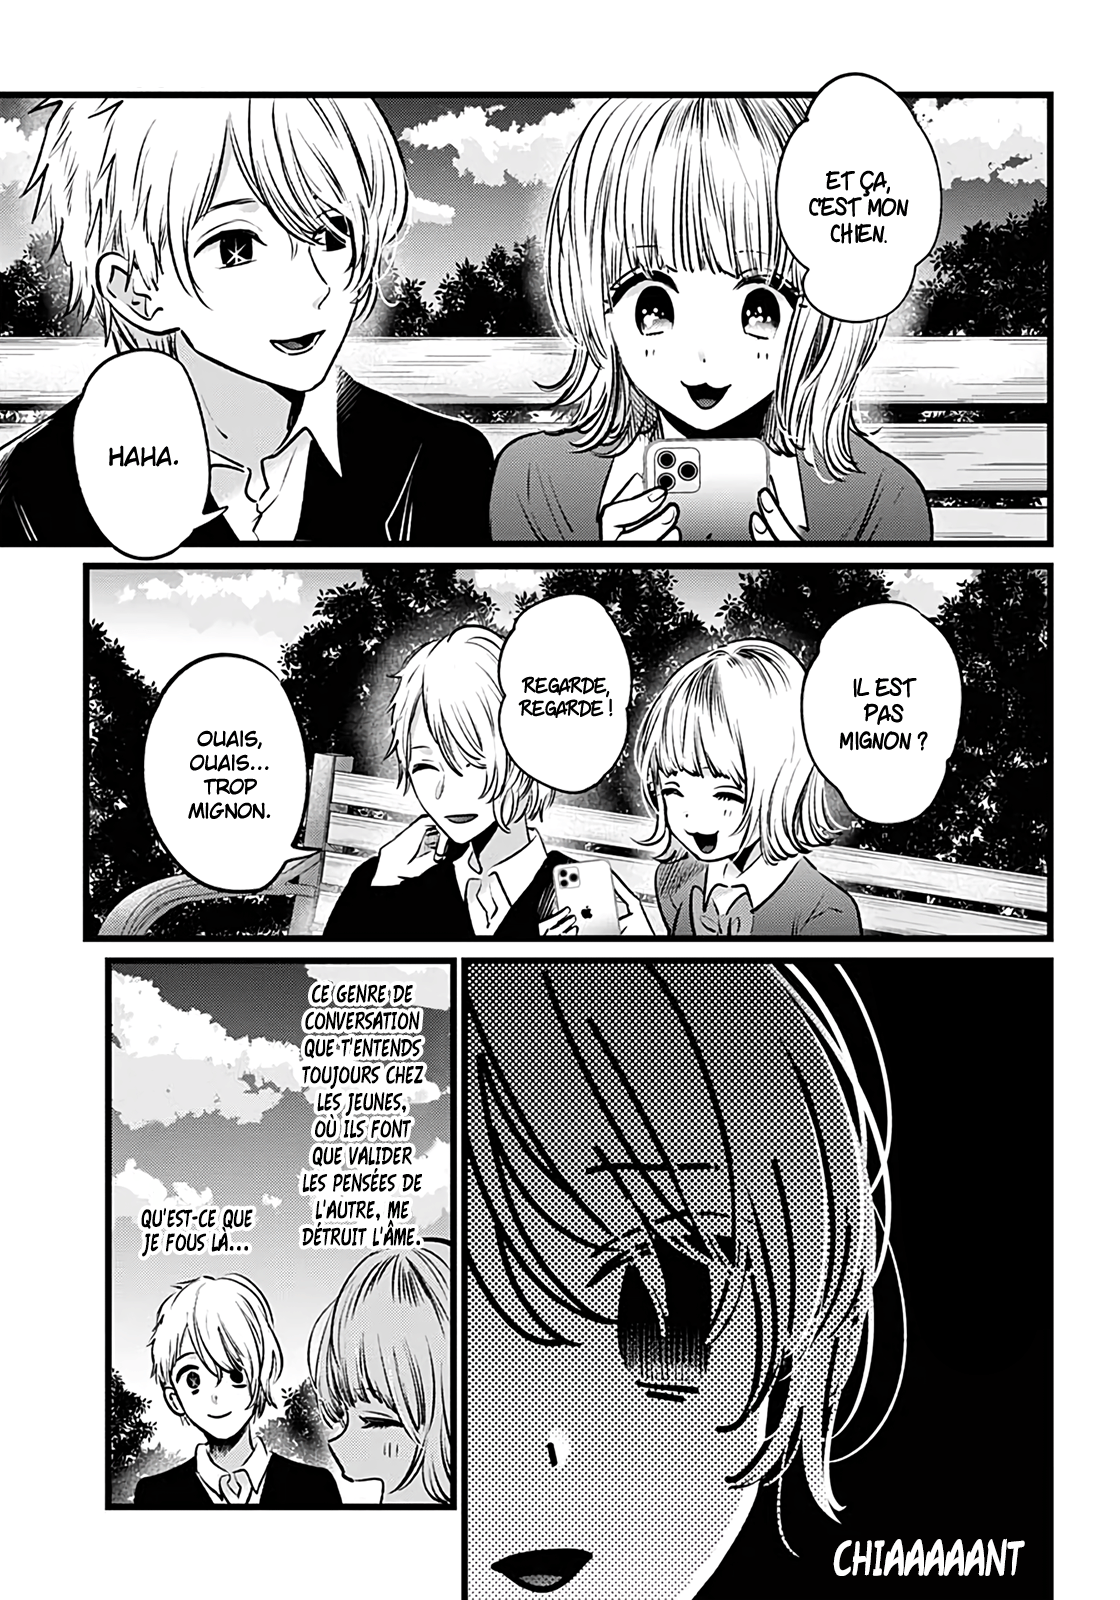 ET ÇA,
C'EST MON
CHIEN.
HAHA.
IL EST
PAS
MIGNON ?
REGARDE,
REGARDE !
OUAIS,
OUAIS...
TROP
MIGNON.
CHIAAAAANT
CE GENRE DE
CONVERSATION
QUE T'ENTENDS
TOUJOURS CHEZ
LES JEUNES,
OÙ ILS FONT
QUE VALIDER
LES PENSÉES DE
L'AUTRE, ME
DÉTRUIT L'ÂME.
QU'EST-CE QUE
JE FOUS LÀ...